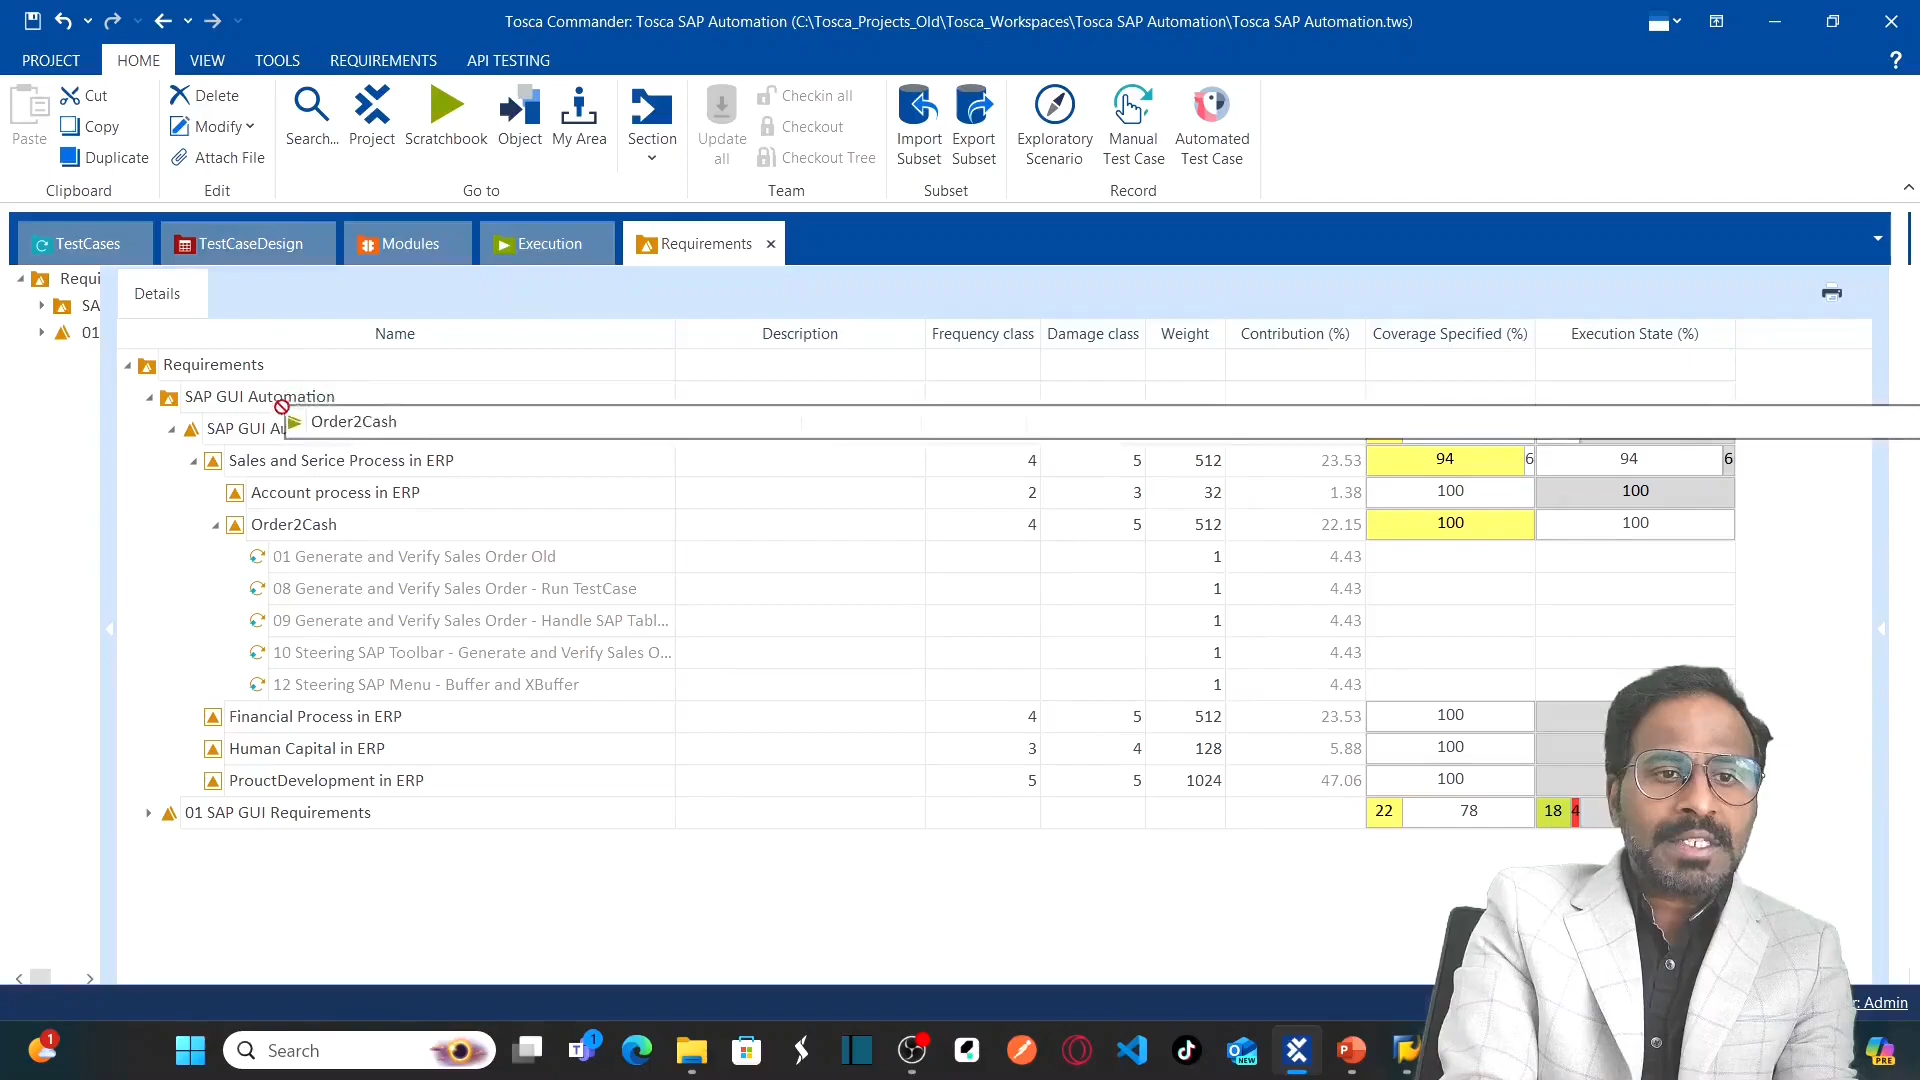 Tosca Commander: Tosca SAP Automation (C:\Tosca_Projects_Old\Tosca_Workspaces\Tosca SAP Automation\Tosca SAP Automation.tws)
PROJECT HOME VIEW TOOLS REQUIREMENTS API TESTING ?
Paste Cut Copy Duplicate
Clipboard
Delete Modify Attach File
Edit
Search... Project Scratchbook Object My Area Section
Go to
Update all Checkin all Checkout Checkout Tree
Team
Import Subset Export Subset
Subset
Exploratory Scenario Manual Test Case Automated Test Case
Record
TestCases TestCaseDesign Modules Execution Requirements
Requi
SA
01
Details
Name Description Frequency class Damage class Weight Contribution (%) Coverage Specified (%) Execution State (%)
Requirements
SAP GUI Automation
Order2Cash
SAP GUI Au
Sales and Serice Process in ERP 4 5 512 23.53 94 6 94 6
Account process in ERP 2 3 32 1.38 100 100
Order2Cash 4 5 512 22.15 100 100
01 Generate and Verify Sales Order Old 1 4.43
08 Generate and Verify Sales Order - Run TestCase 1 4.43
09 Generate and Verify Sales Order - Handle SAP Tabl... 1 4.43
10 Steering SAP Toolbar - Generate and Verify Sales O... 1 4.43
12 Steering SAP Menu - Buffer and XBuffer 1 4.43
Financial Process in ERP 4 5 512 23.53 100
Human Capital in ERP 3 4 128 5.88 100
ProuctDevelopment in ERP 5 5 1024 47.06 100
01 SAP GUI Requirements 22 78 18 4
r: Admin
1 Search 1 NEW PRE